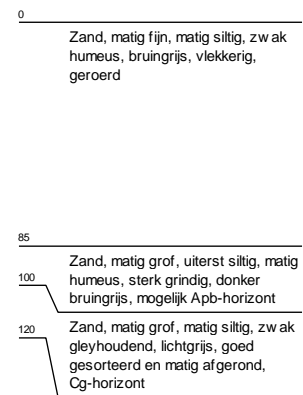 0
Zand, matig fijn, matig siltig, zwak
humeus, bruingrijs, vlekkerig,
geroerd
85
Zand, matig grof, uiterst siltig, matig
humeus, sterk grindig, donker
bruingrijs, mogelijk Apb-horizont
100
Zand, matig grof, matig siltig, zwak
gleyhoudend, lichtgrijs, goed
gesorteerd en matig afgerond,
Cg-horizont
120